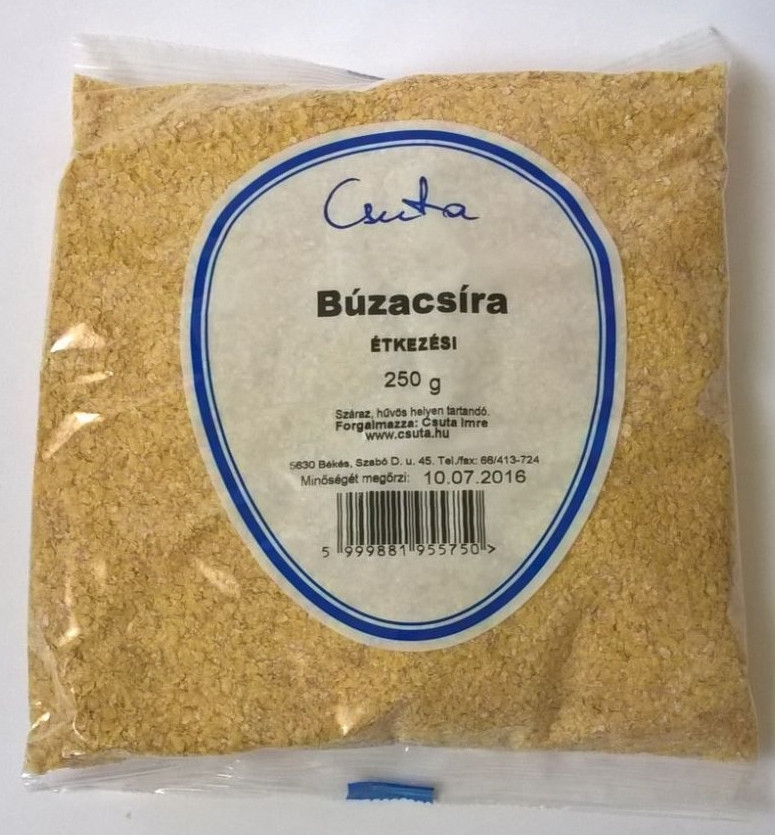 Csuta
Búzacsíra
ÉTKEZÉSI
250 g
Száraz, hűvös helyen tartandó.
Forgalmazza: Csuta Imre
www.csuta.hu
5630 Békés, Szabó D. u. 45. Tel./fax: 66/413-724
Minőségét megőrzi: 10.07.2016
5 999881 955750 >